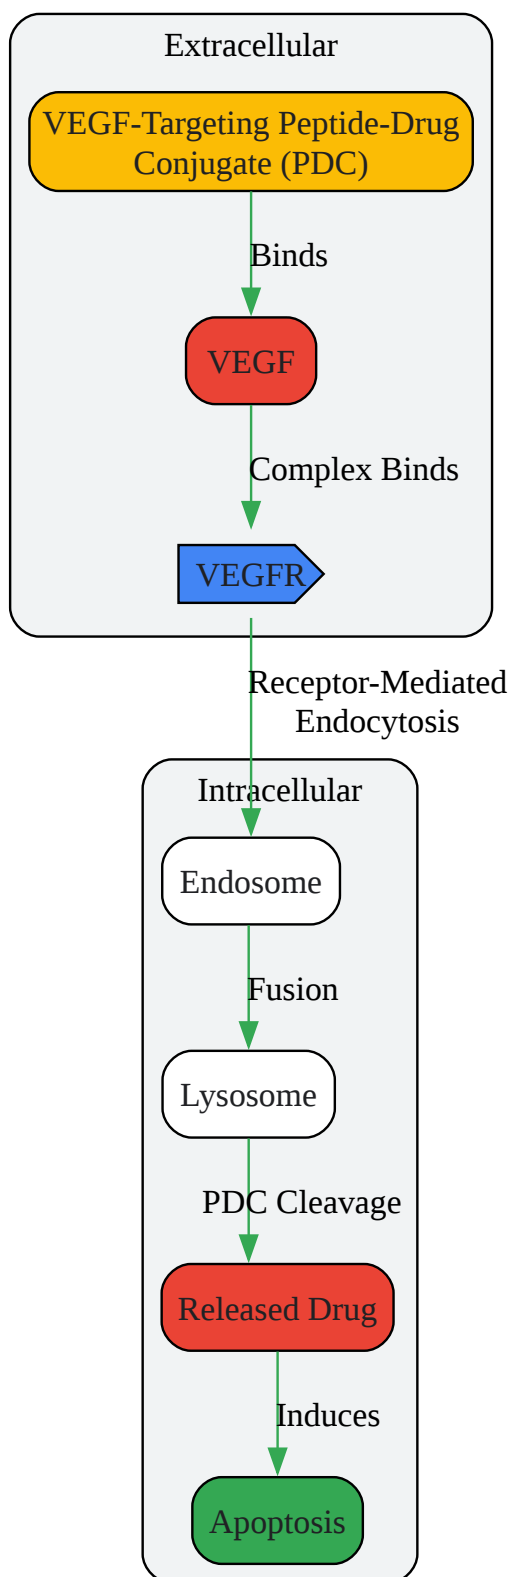 Extracellular
VEGF-Targeting Peptide-Drug
Conjugate (PDC)
Binds
VEGF
Complex Binds
VEGFR
Receptor-Mediated
Endocytosis
Intracellular
Endosome
Fusion
Lysosome
PDC Cleavage
Released Drug
Induces
Apoptosis